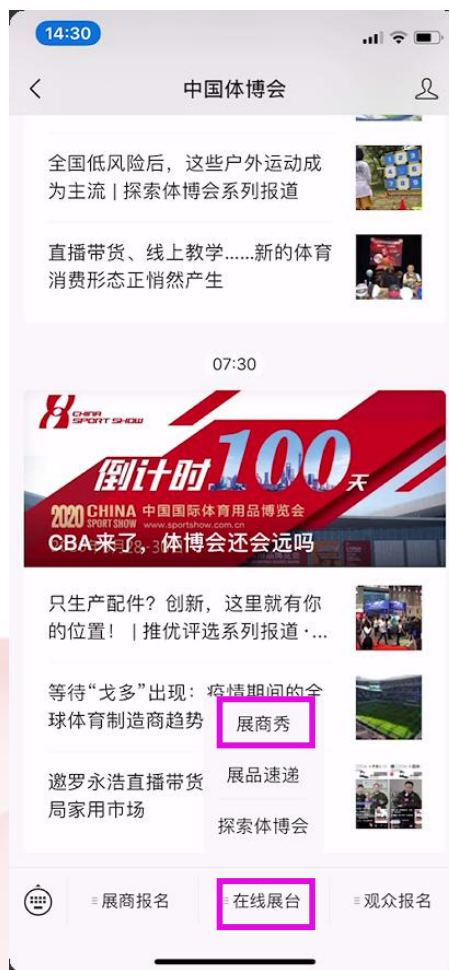 14:30
中国体博会
全国低风险后，这些户外运动成
为主流 | 探索体博会系列报道
直播带货、线上教学......新的体育
消费形态正悄然产生
07:30
CHINA
SPORT SHOW
倒计时100天
2020 CHINA 中国国际体育用品博览会
SPORT SHOW www.sportshow.com.cn
CBA来了，体博会还会远吗
只生产配件？创新，这里就有你
的位置！ | 推优评选系列报道 · ...
等待“戈多”出现：疫情期间的全
球体育制造商趋势
邀罗永浩直播带货
局家用市场
展商秀
展品速递
探索体博会
展商报名
在线展台
观众报名